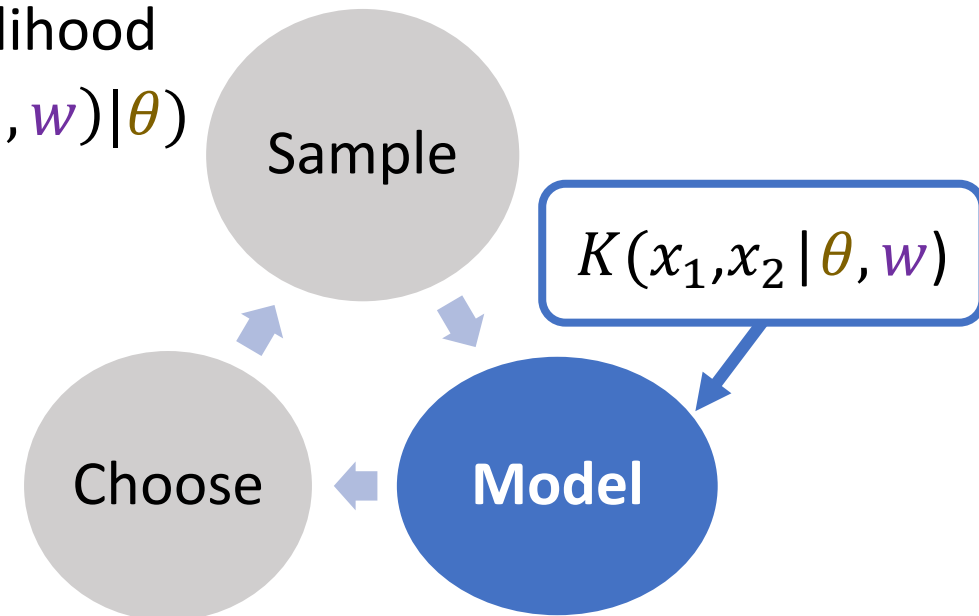 lihood
, w)|θ)
Sample
K(x₁,x₂|θ, w)
Choose
Model